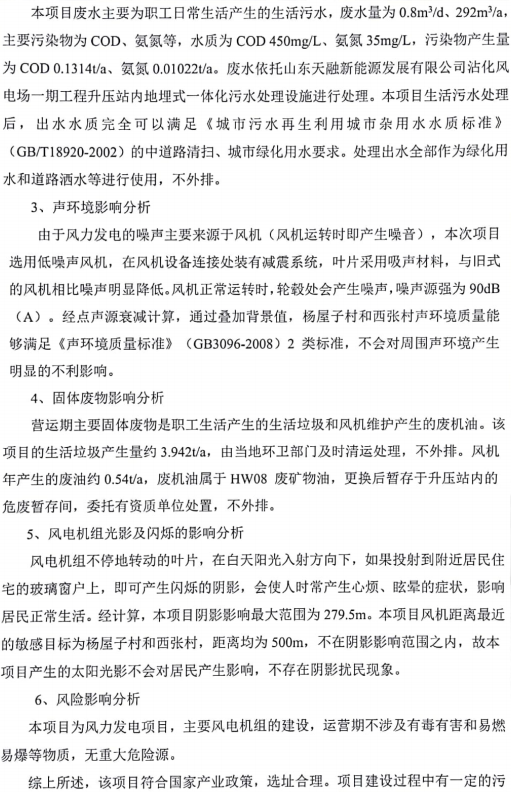 本项目废水主要为职工日常生活产生的生活污水，废水量为 0.8m³/d、292m³/a，
主要污染物为 COD、氨氮等，水质为 COD 450mg/L、氨氮 35mg/L，污染物产生量
为 COD 0.1314t/a、氨氮 0.01022t/a。废水依托山东天融新能源发展有限公司沾化风
电场一期工程升压站内地埋式一体化污水处理设施进行处理。本项目生活污水处理
后，出水水质完全可以满足《城市污水再生利用城市杂用水水质标准》
（GB/T18920-2002）的中道路清扫、城市绿化用水要求。处理出水全部作为绿化用
水和道路洒水等进行使用，不外排。
3、声环境影响分析
由于风力发电的噪声主要来源于风机（风机运转时即产生噪音），本次项目
选用低噪声风机，在风机设备连接处装有减震系统，叶片采用吸声材料，与旧式
的风机相比噪声明显降低。风机正常运转时，轮毂处会产生噪声，噪声源强为 90dB
（A）。经点声源衰减计算，通过叠加背景值，杨屋子村和西张村声环境质量能
够满足《声环境质量标准》（GB3096-2008）2 类标准，不会对周围声环境产生
明显的不利影响。
4、固体废物影响分析
营运期主要固体废物是职工生活产生的生活垃圾和风机维护产生的废机油。该
项目的生活垃圾产生量约 3.942t/a，由当地环卫部门及时清运处理，不外排。风机
年产生的废油约 0.54t/a，废机油属于 HW08 废矿物油，更换后暂存于升压站内的
危废暂存间，委托有资质单位处置，不外排。
5、风电机组光影及闪烁的影响分析
风电机组不停地转动的叶片，在白天阳光入射方向下，如果投射到附近居民住
宅的玻璃窗户上，即可产生闪烁的阴影，会使人时常产生心烦、眩晕的症状，影响
居民正常生活。经计算，本项目阴影影响最大范围为 279.5m。本项目风机距离最近
的敏感目标为杨屋子村和西张村，距离均为 500m，不在阴影影响范围之内，故本
项目产生的太阳光影不会对居民产生影响，不存在阴影扰民现象。
6、风险影响分析
本项目为风力发电项目，主要风电机组的建设，运营期不涉及有毒有害和易燃
易爆等物质，无重大危险源。
综上所述，该项目符合国家产业政策，选址合理。项目建设过程中有一定的污